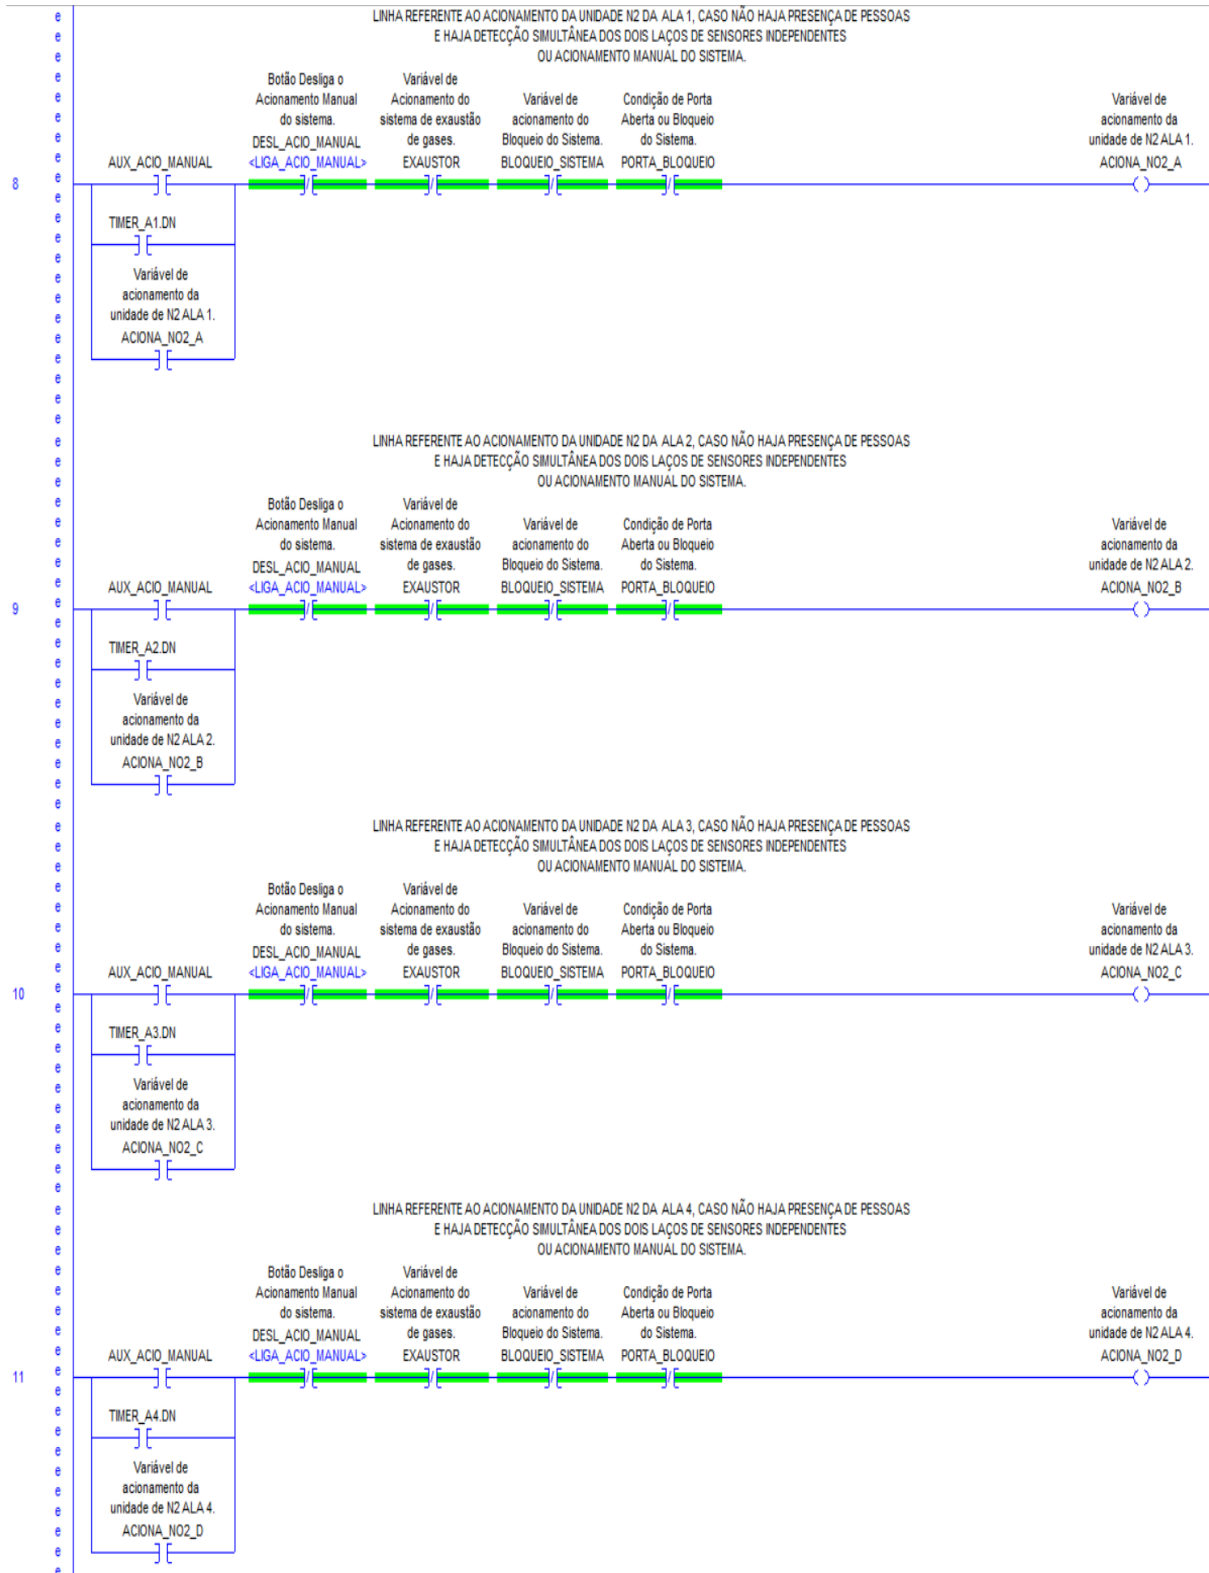 LINHA REFERENTE AO ACIONAMENTO DA UNIDADE N2 DA ALA 1, CASO NÃO HAJA PRESENÇA DE PESSOAS
E HAJA DETECÇÃO SIMULTÂNEA DOS DOIS LAÇOS DE SENSORES INDEPENDENTES
OU ACIONAMENTO MANUAL DO SISTEMA.
Botão Desliga o Variável de
Acionamento Manual Acionamento do Variável de Condição de Porta Variável de
do sistema. sistema de exaustão acionamento do Aberta ou Bloqueio acionamento da
DESL_ACIO_MANUAL de gases. Bloqueio do Sistema. do Sistema. unidade de N2 ALA 1.
AUX_ACIO_MANUAL <LIGA_ACIO_MANUAL> EXAUSTOR BLOQUEIO_SISTEMA PORTA_BLOQUEIO ACIONA_NO2_A
8
TIMER_A1.DN
Variável de
acionamento da
unidade de N2 ALA 1.
ACIONA_NO2_A
LINHA REFERENTE AO ACIONAMENTO DA UNIDADE N2 DA ALA 2, CASO NÃO HAJA PRESENÇA DE PESSOAS
E HAJA DETECÇÃO SIMULTÂNEA DOS DOIS LAÇOS DE SENSORES INDEPENDENTES
OU ACIONAMENTO MANUAL DO SISTEMA.
Botão Desliga o Variável de
Acionamento Manual Acionamento do Variável de Condição de Porta Variável de
do sistema. sistema de exaustão acionamento do Aberta ou Bloqueio acionamento da
DESL_ACIO_MANUAL de gases. Bloqueio do Sistema. do Sistema. unidade de N2 ALA 2.
AUX_ACIO_MANUAL <LIGA_ACIO_MANUAL> EXAUSTOR BLOQUEIO_SISTEMA PORTA_BLOQUEIO ACIONA_NO2_B
9
TIMER_A2.DN
Variável de
acionamento da
unidade de N2 ALA 2.
ACIONA_NO2_B
LINHA REFERENTE AO ACIONAMENTO DA UNIDADE N2 DA ALA 3, CASO NÃO HAJA PRESENÇA DE PESSOAS
E HAJA DETECÇÃO SIMULTÂNEA DOS DOIS LAÇOS DE SENSORES INDEPENDENTES
OU ACIONAMENTO MANUAL DO SISTEMA.
Botão Desliga o Variável de
Acionamento Manual Acionamento do Variável de Condição de Porta Variável de
do sistema. sistema de exaustão acionamento do Aberta ou Bloqueio acionamento da
DESL_ACIO_MANUAL de gases. Bloqueio do Sistema. do Sistema. unidade de N2 ALA 3.
AUX_ACIO_MANUAL <LIGA_ACIO_MANUAL> EXAUSTOR BLOQUEIO_SISTEMA PORTA_BLOQUEIO ACIONA_NO2_C
10
TIMER_A3.DN
Variável de
acionamento da
unidade de N2 ALA 3.
ACIONA_NO2_C
LINHA REFERENTE AO ACIONAMENTO DA UNIDADE N2 DA ALA 4, CASO NÃO HAJA PRESENÇA DE PESSOAS
E HAJA DETECÇÃO SIMULTÂNEA DOS DOIS LAÇOS DE SENSORES INDEPENDENTES
OU ACIONAMENTO MANUAL DO SISTEMA.
Botão Desliga o Variável de
Acionamento Manual Acionamento do Variável de Condição de Porta Variável de
do sistema. sistema de exaustão acionamento do Aberta ou Bloqueio acionamento da
DESL_ACIO_MANUAL de gases. Bloqueio do Sistema. do Sistema. unidade de N2 ALA 4.
AUX_ACIO_MANUAL <LIGA_ACIO_MANUAL> EXAUSTOR BLOQUEIO_SISTEMA PORTA_BLOQUEIO ACIONA_NO2_D
11
TIMER_A4.DN
Variável de
acionamento da
unidade de N2 ALA 4.
ACIONA_NO2_D